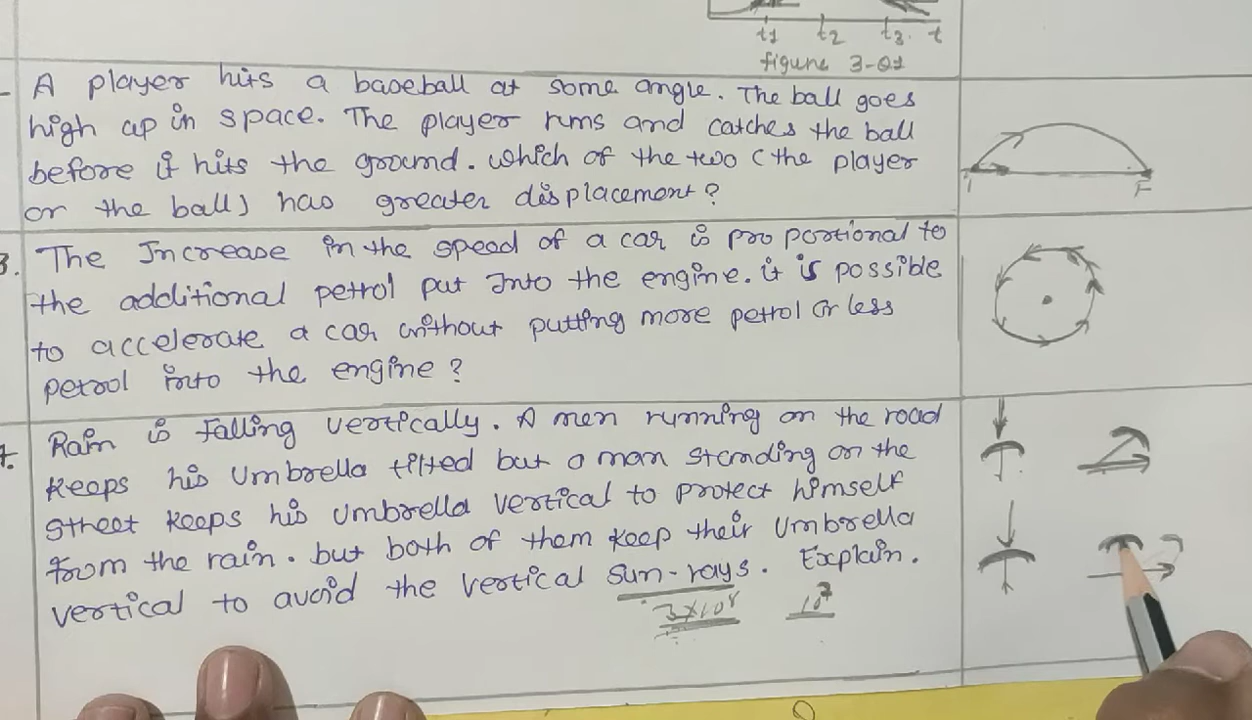 t1 t2 t3 t
figure 3-Q1
A player hits a baseball at some angle. The ball goes
high up in space. The player runs and catches the ball
before it hits the ground. Which of the two (the player
or the ball) has greater displacement?
F
3. The Increase in the speed of a car is proportional to
the additional petrol put Into the engine. it is possible
to accelerate a car without putting more petrol or less
petrol into the engine?
Rain is falling vertically. A men running on the road
keeps his Umbrella tilted but a man standing on the
street keeps his Umbrella vertical to protect himself
from the rain. but both of them keep their Umbrella
vertical to avoid the vertical sun-rays. Explain.
3×10⁸